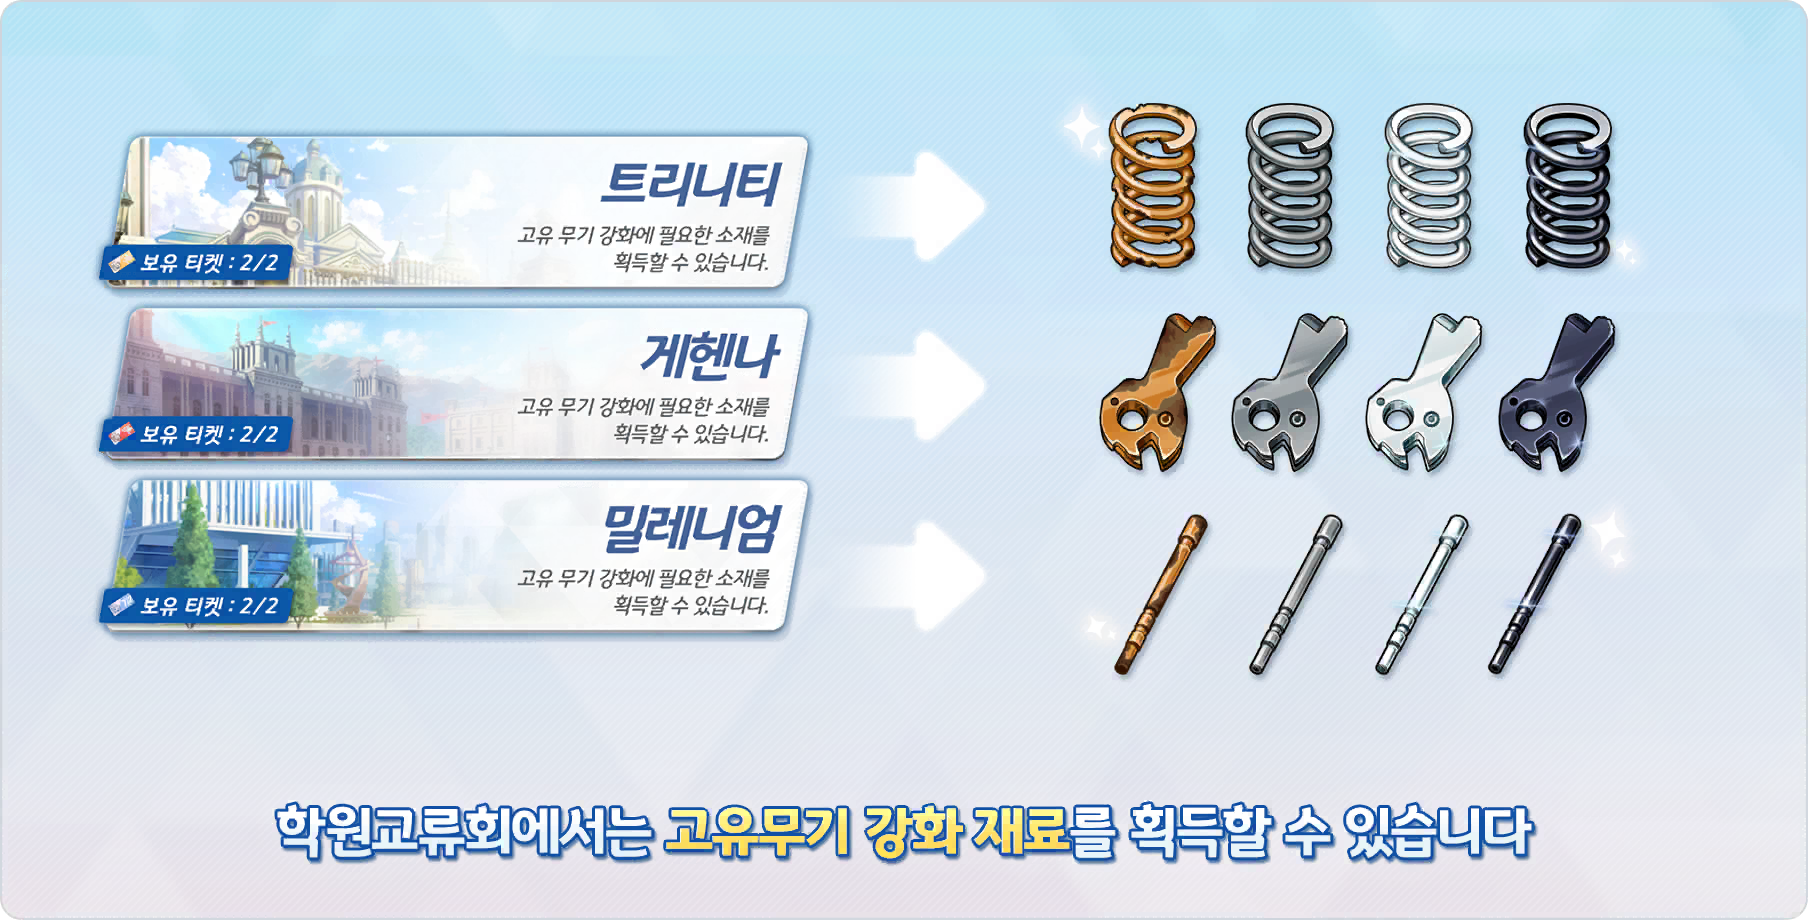 트리니티
고유 무기 강화에 필요한 소재를
획득할 수 있습니다.
보유 티켓 : 2/2
게헨나
고유 무기 강화에 필요한 소재를
획득할 수 있습니다.
보유 티켓 : 2/2
밀레니엄
고유 무기 강화에 필요한 소재를
획득할 수 있습니다.
보유 티켓 : 2/2
학원교류회에서는 고유무기 강화 재료를 획득할 수 있습니다